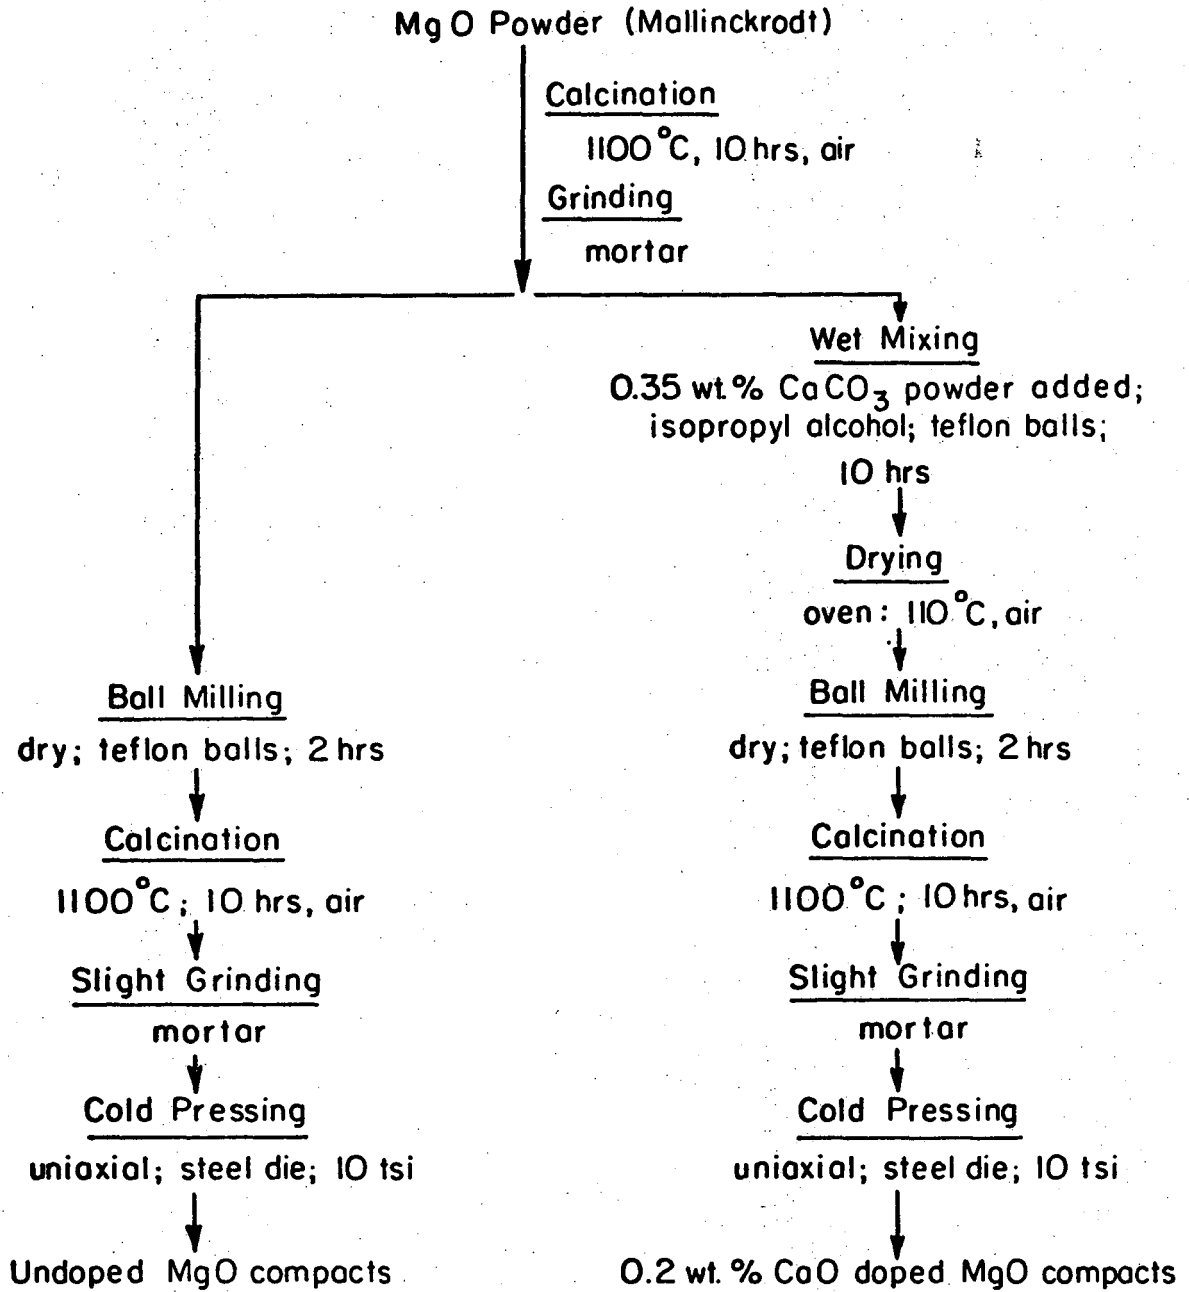 MgO Powder (Mallinckrodt)
Calcination
1100°C, 10 hrs, air
Grinding
mortar
Wet Mixing
0.35 wt.% CaCO₃ powder added;
isopropyl alcohol; teflon balls;
10 hrs
Drying
oven: 110°C, air
Ball Milling
dry; teflon balls; 2 hrs
Calcination
1100°C; 10 hrs, air
Slight Grinding
mortar
Cold Pressing
uniaxial; steel die; 10 tsi
Undoped MgO compacts
Ball Milling
dry; teflon balls; 2 hrs
Calcination
1100°C; 10 hrs, air
Slight Grinding
mortar
Cold Pressing
uniaxial; steel die; 10 tsi
0.2 wt. % CaO doped MgO compacts